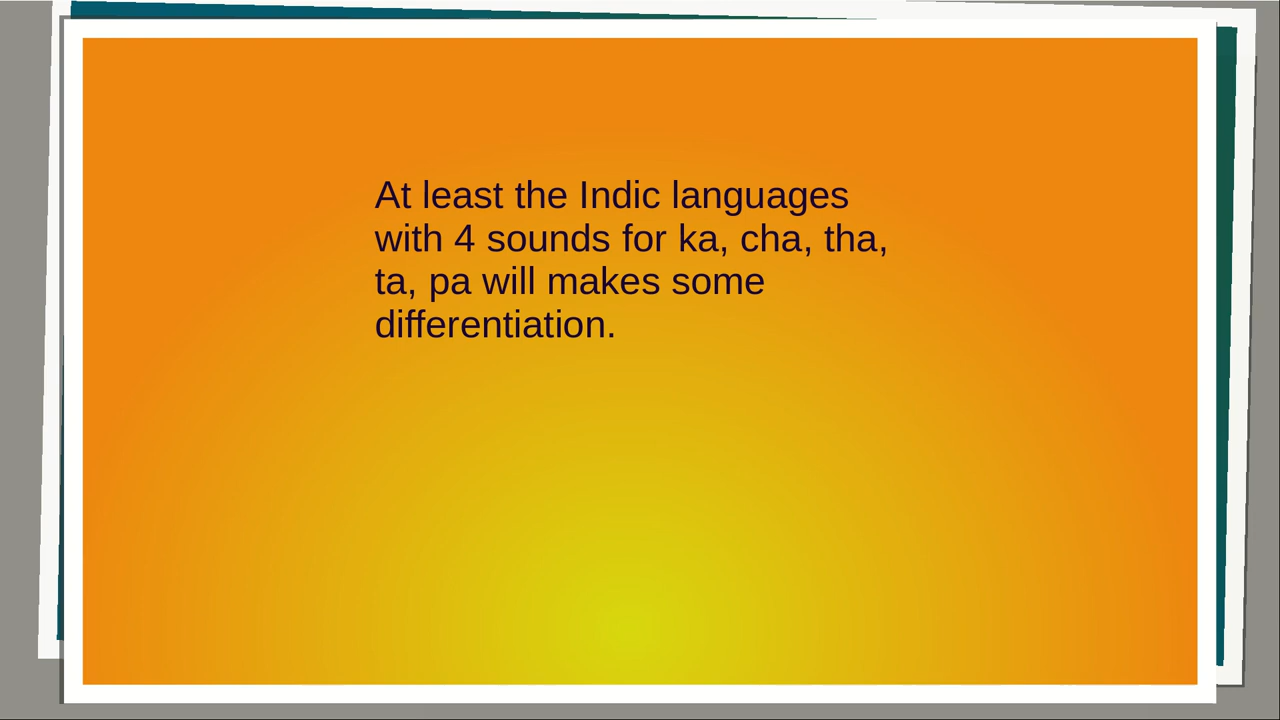 At least the Indic languages
with 4 sounds for ka, cha, tha,
ta, pa will makes some
differentiation.